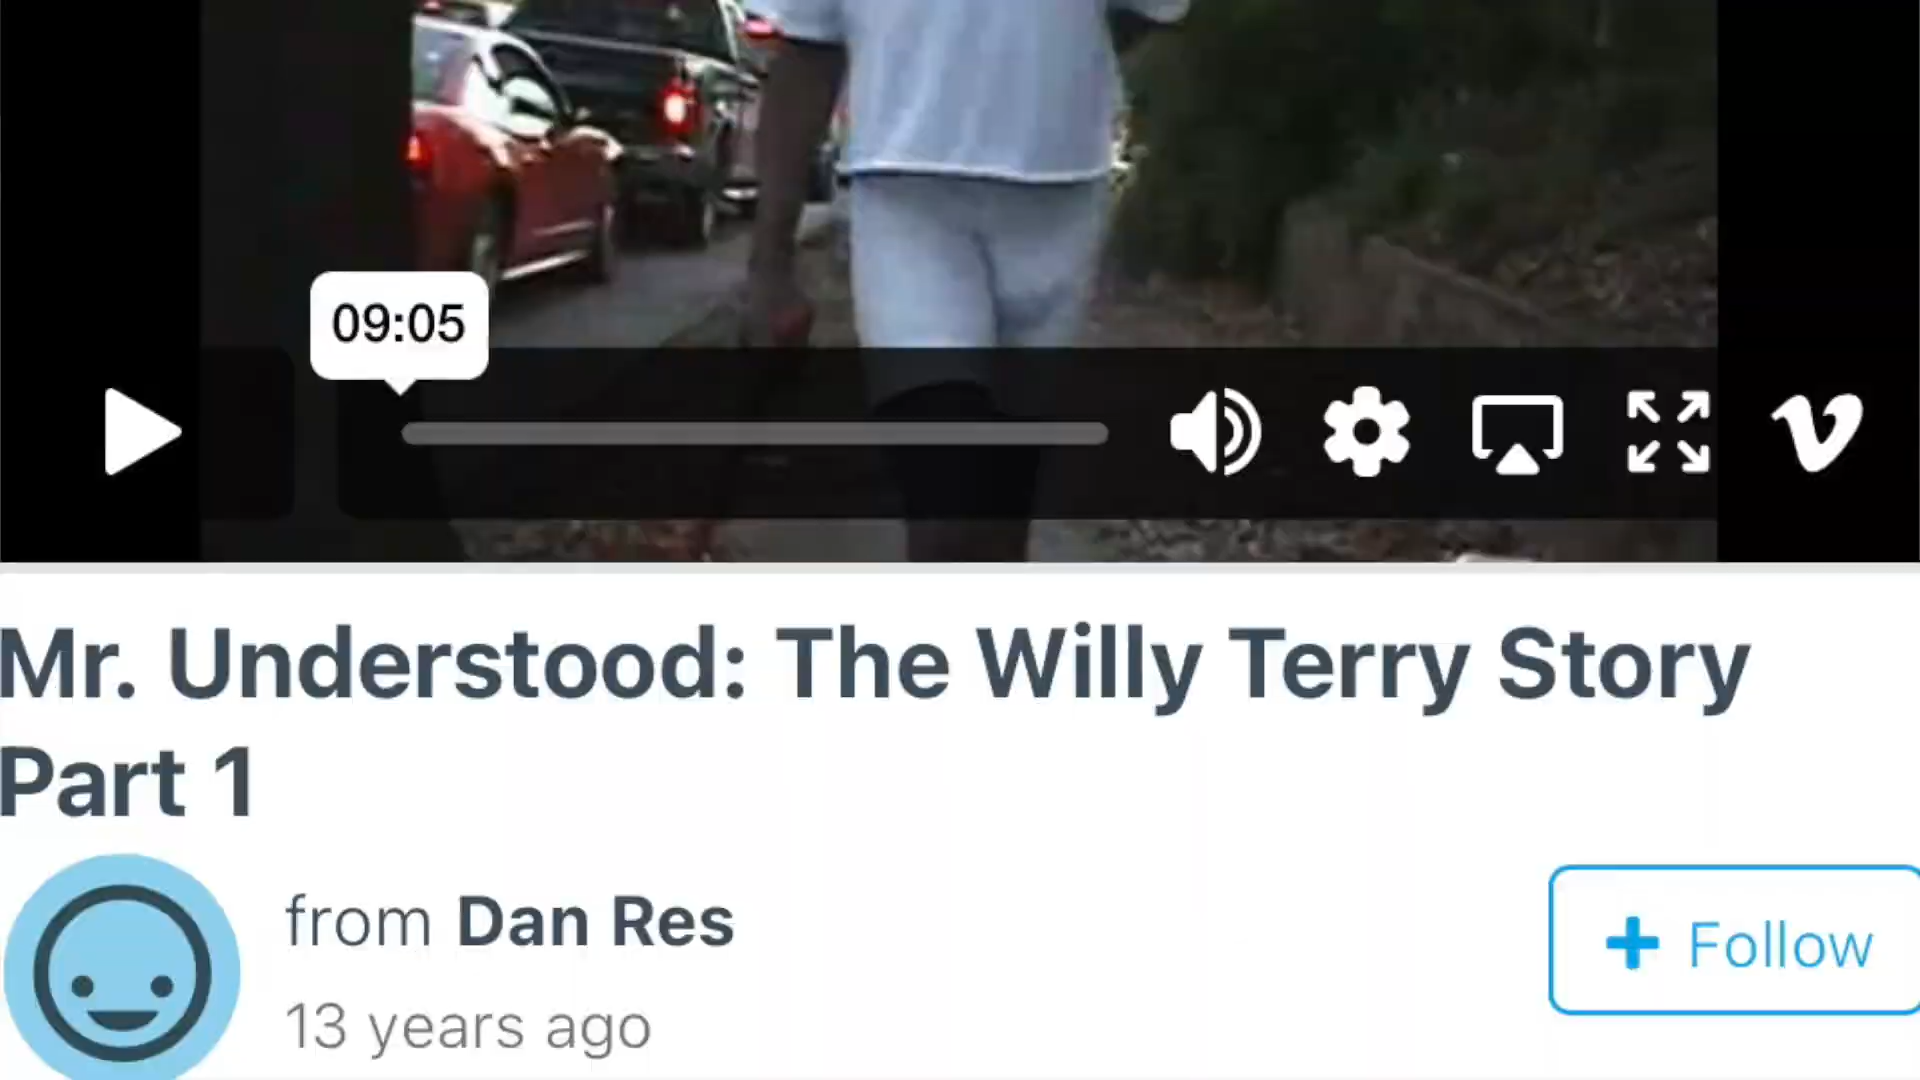 09:05
Mr. Understood: The Willy Terry Story
Part 1
from Dan Res
Follow
13 years ago